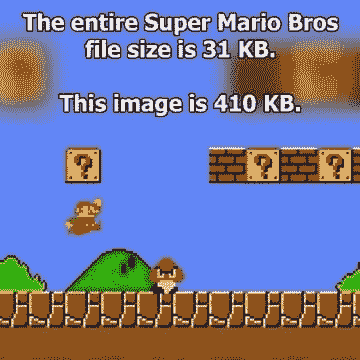 The entire Super Mario Bros
file size is 31 KB.
This image is 410 KB.
?
?
?